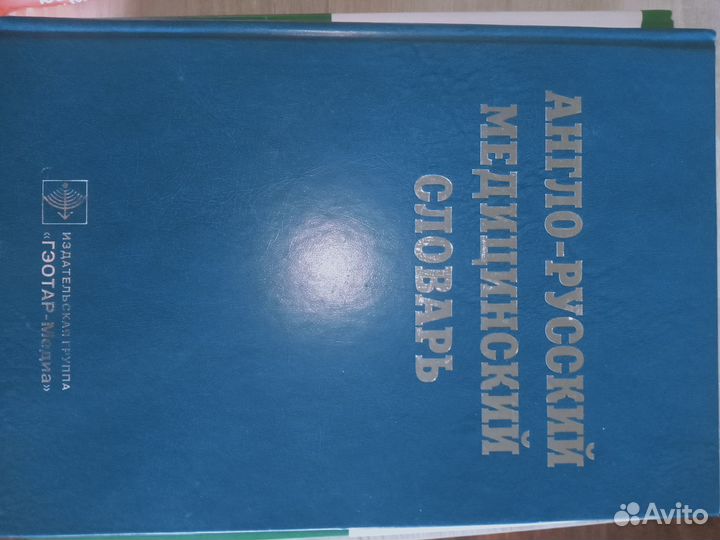 АНГЛО-РУССКИЙ
МЕДИЦИНСКИЙ
СЛОВАРЬ
ИЗДАТЕЛЬСКАЯ ГРУППА
«ГЭОТАР-Медиа»
Avito